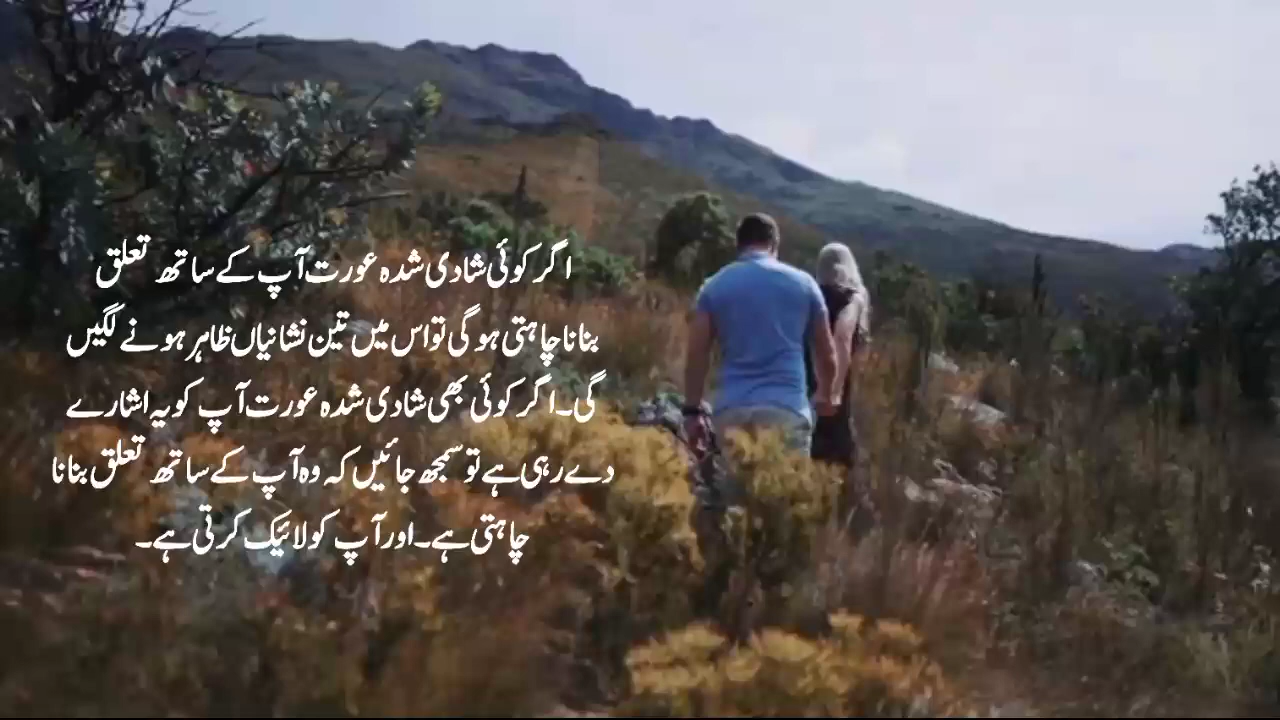 اگر کوئی شادی شدہ عورت آپ کے ساتھ تعلق
بنانا چاہتی ہو گی تو اس میں تین نشانیاں ظاہر ہونے لگیں
گی۔ اگر کوئی بھی شادی شدہ عورت آپ کو یہ اشارے
دے رہی ہے تو سمجھ جائیں کہ وہ آپ کے ساتھ تعلق بنانا
چاہتی ہے۔ اور آپ کو لائیک کرتی ہے۔